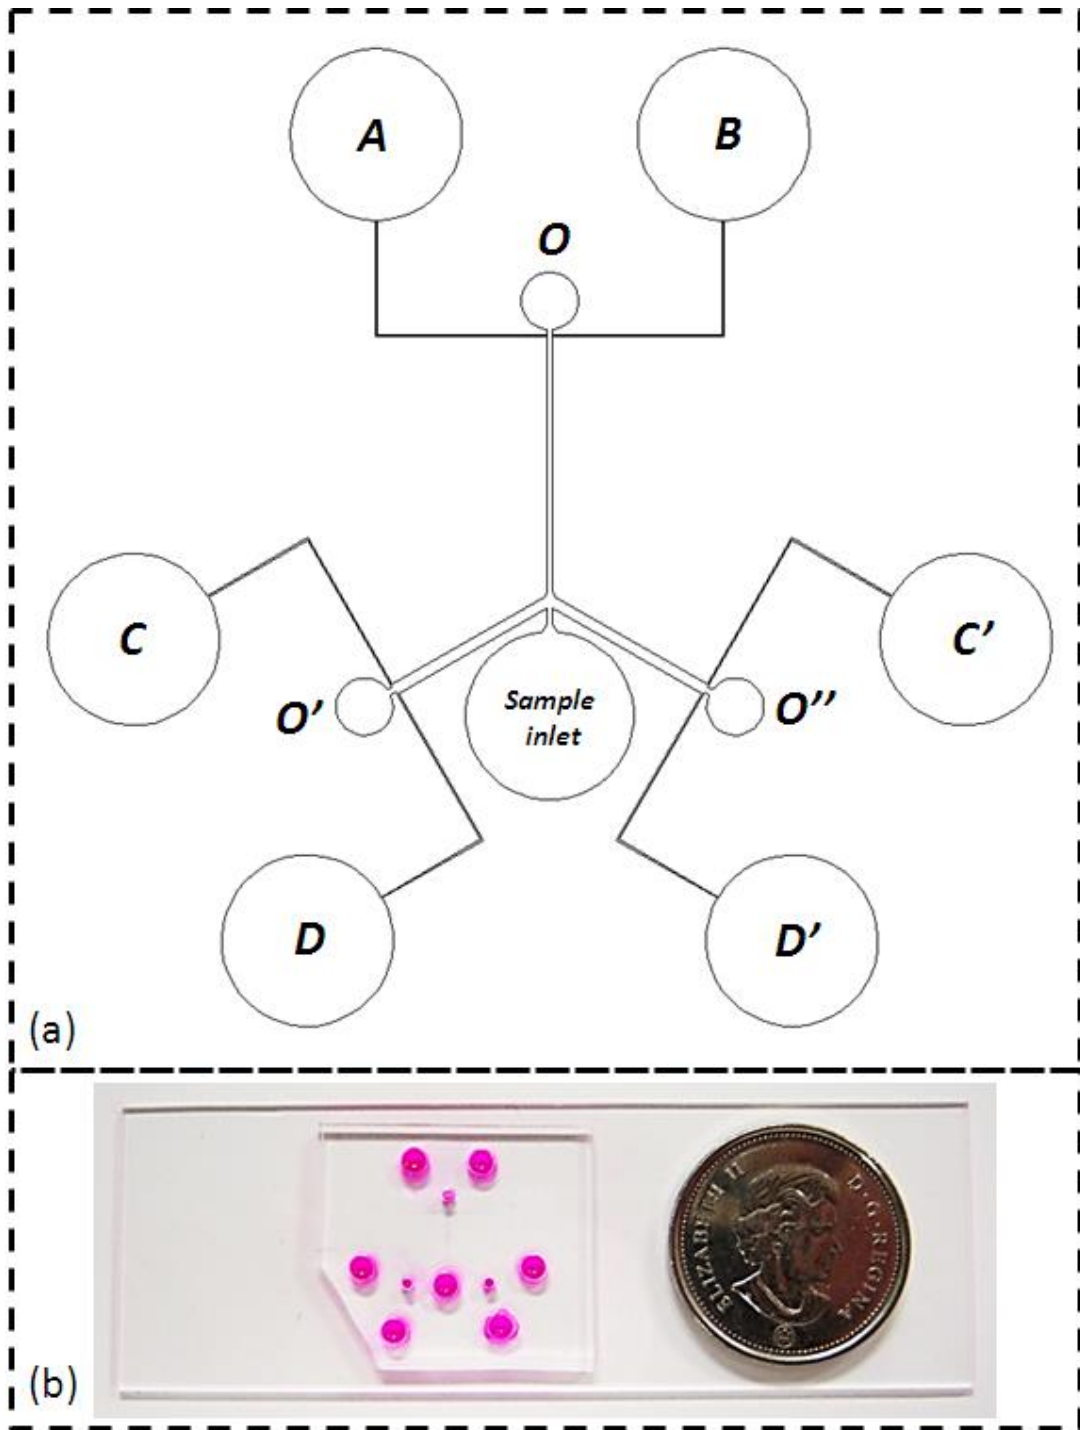 A
B
O
C
C’
O’
Sample
inlet
O’’
D
D’
(a)
ELIZABETH II
D·G·REGINA
(b)